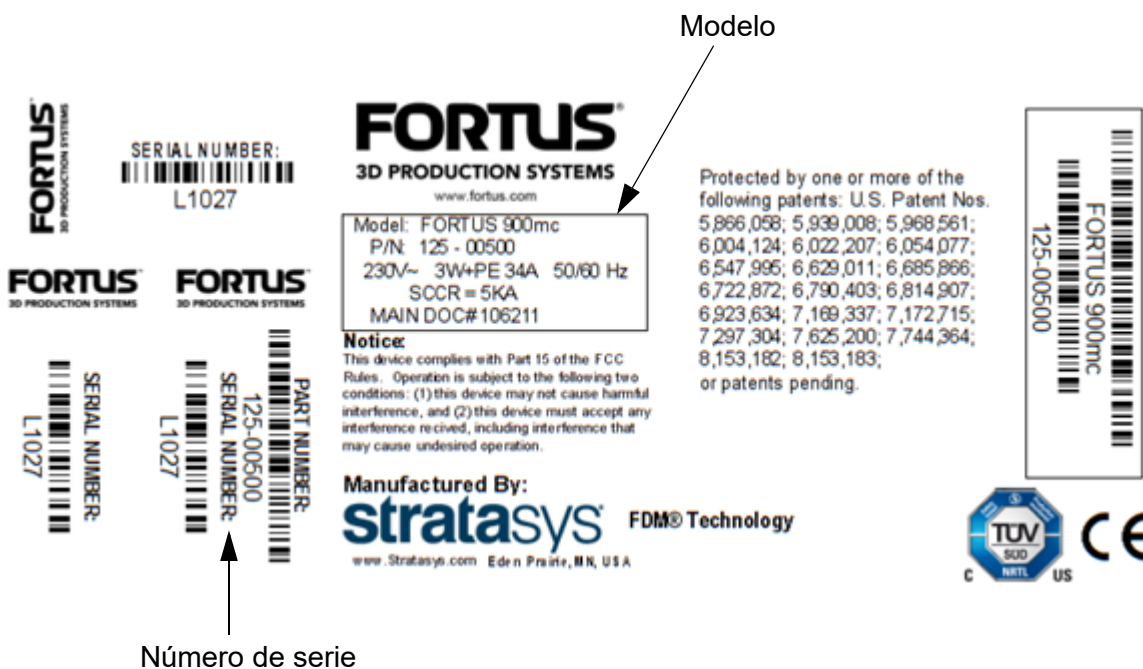 Modelo
FORTUS
3D PRODUCTION SYSTEMS
SERIAL NUMBER:
L1027
FORTUS
3D PRODUCTION SYSTEMS
FORTUS
3D PRODUCTION SYSTEMS
SERIAL NUMBER:
L1027
PART NUMBER:
125-00500
SERIAL NUMBER:
L1027
FORTUS®
3D PRODUCTION SYSTEMS
www.fortus.com
Model: FORTUS 900mc
P/N: 125 - 00500
230V~ 3W+PE 34A 50/60 Hz
SCCR = 5KA
MAIN DOC# 106211
Notice:
This device complies with Part 15 of the FCC
Rules. Operation is subject to the following two
conditions: (1) this device may not cause harmful
interference, and (2) this device must accept any
interference recived, including interference that
may cause undesired operation.
Manufactured By:
stratasys
FDM® Technology
www.Stratasys.com Eden Prairie, MN, USA
Protected by one or more of the
following patents: U.S. Patent Nos.
5,866,058; 5,939,008; 5,968,561;
6,004,124; 6,022,207; 6,054,077;
6,547,995; 6,629,011; 6,685,866;
6,722,872; 6,790,403; 6,814,907;
6,923,634; 7,169,337; 7,172,715;
7,297,304; 7,625,200; 7,744,364;
8,153,182; 8,153,183;
or patents pending.
FORTUS 900mc
125-00500
TÜV
SÜD
NRTL
C US
CE
Número de serie